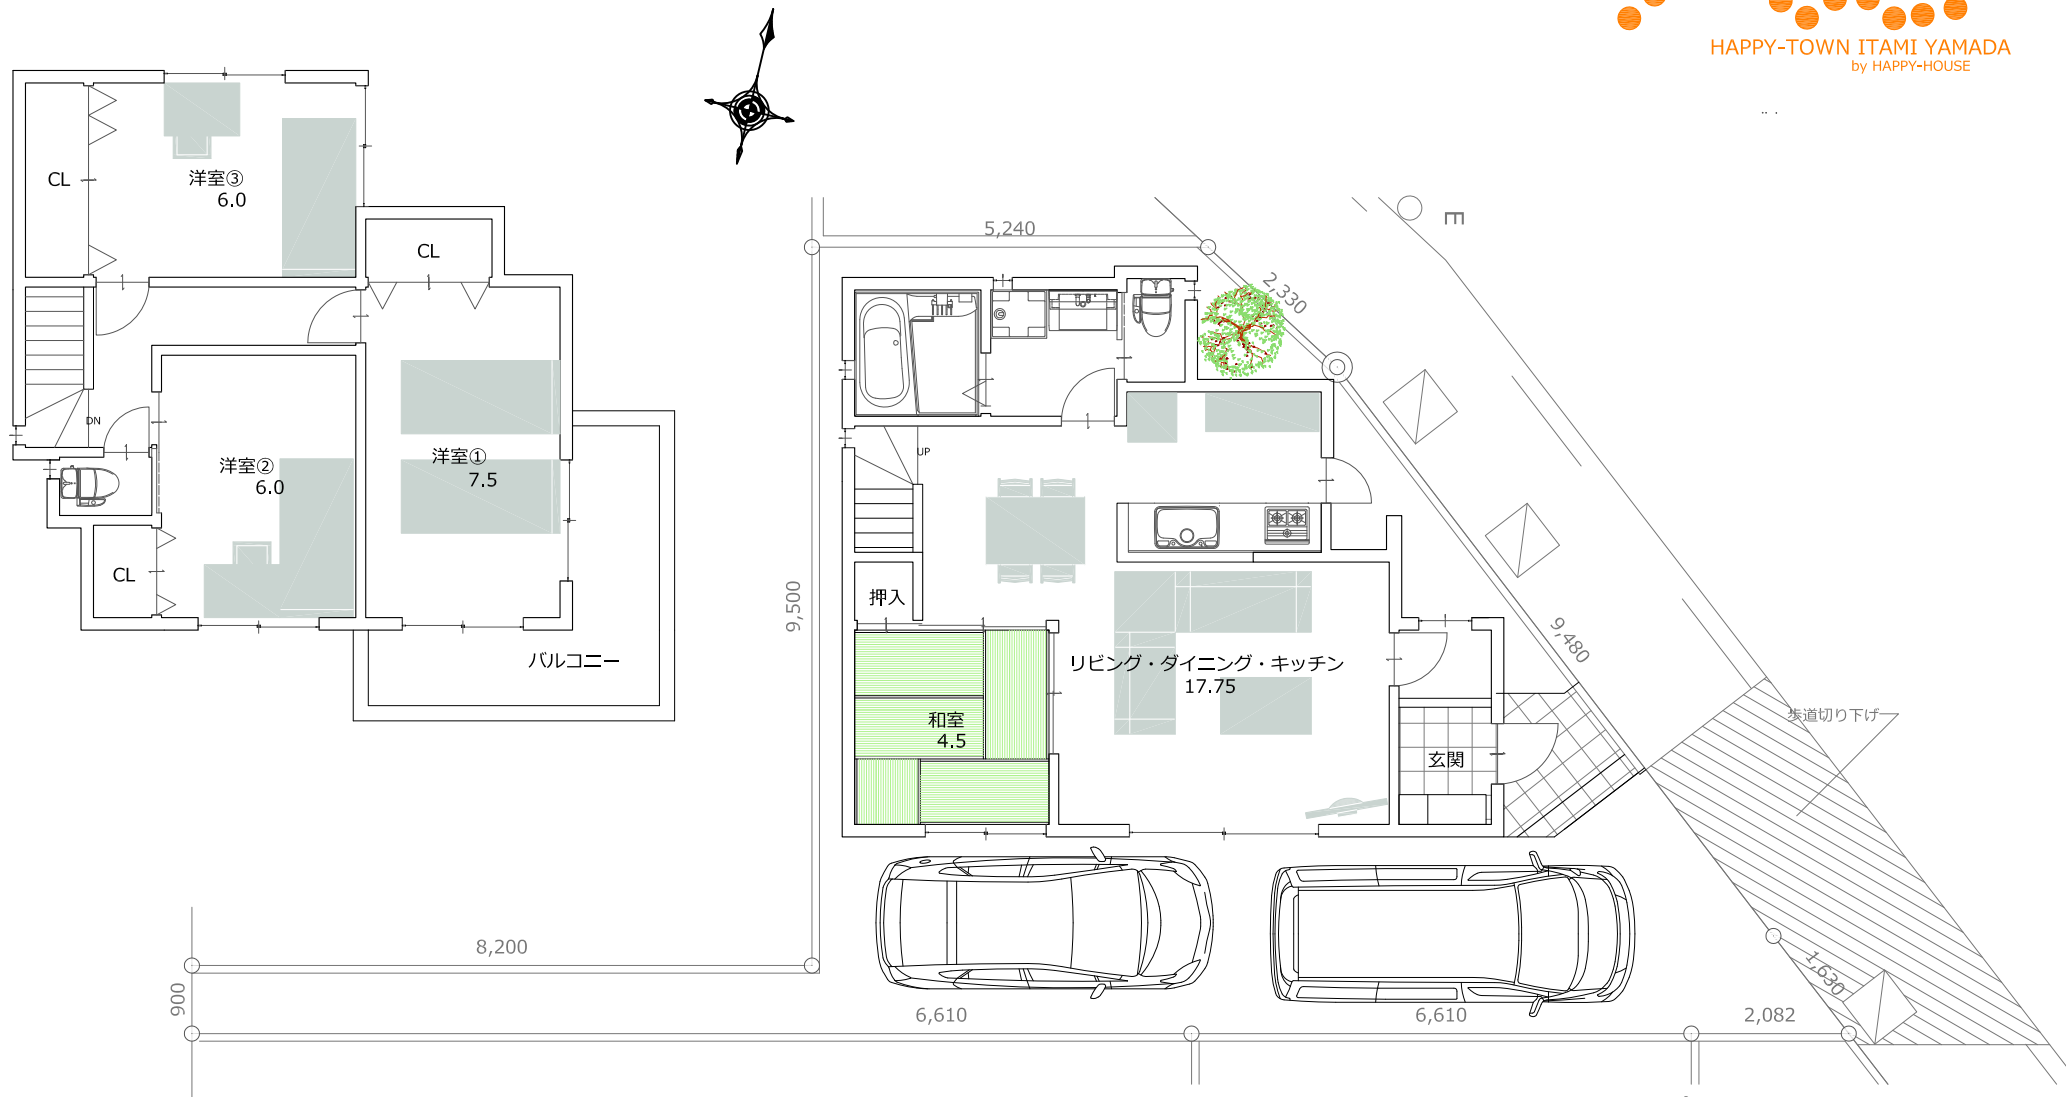 HAPPY-TOWN ITAMI YAMADA
by HAPPY-HOUSE
CL
洋室③
6.0
CL
DN
洋室②
6.0
洋室①
7.5
CL
バルコニー
5,240
2,330
E
UP
押入
9,500
リビング・ダイニング・キッチン
17.75
和室
4.5
玄関
9,480
歩道切り下げ
8,200
900
6,610
6,610
2,082
1,630